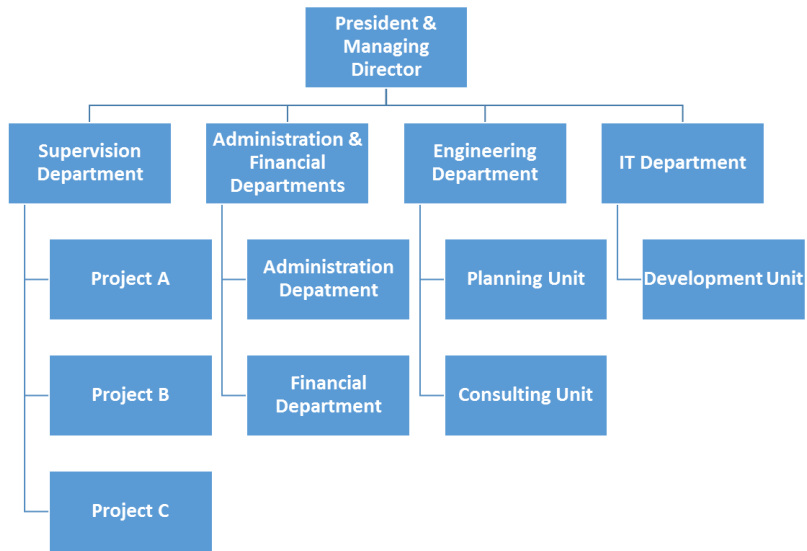 President &
Managing
Director
Supervision
Department
Administration &
Financial
Departments
Engineering
Department
IT Department
Project A
Administration
Depatment
Planning Unit
Development Unit
Project B
Financial
Department
Consulting Unit
Project C